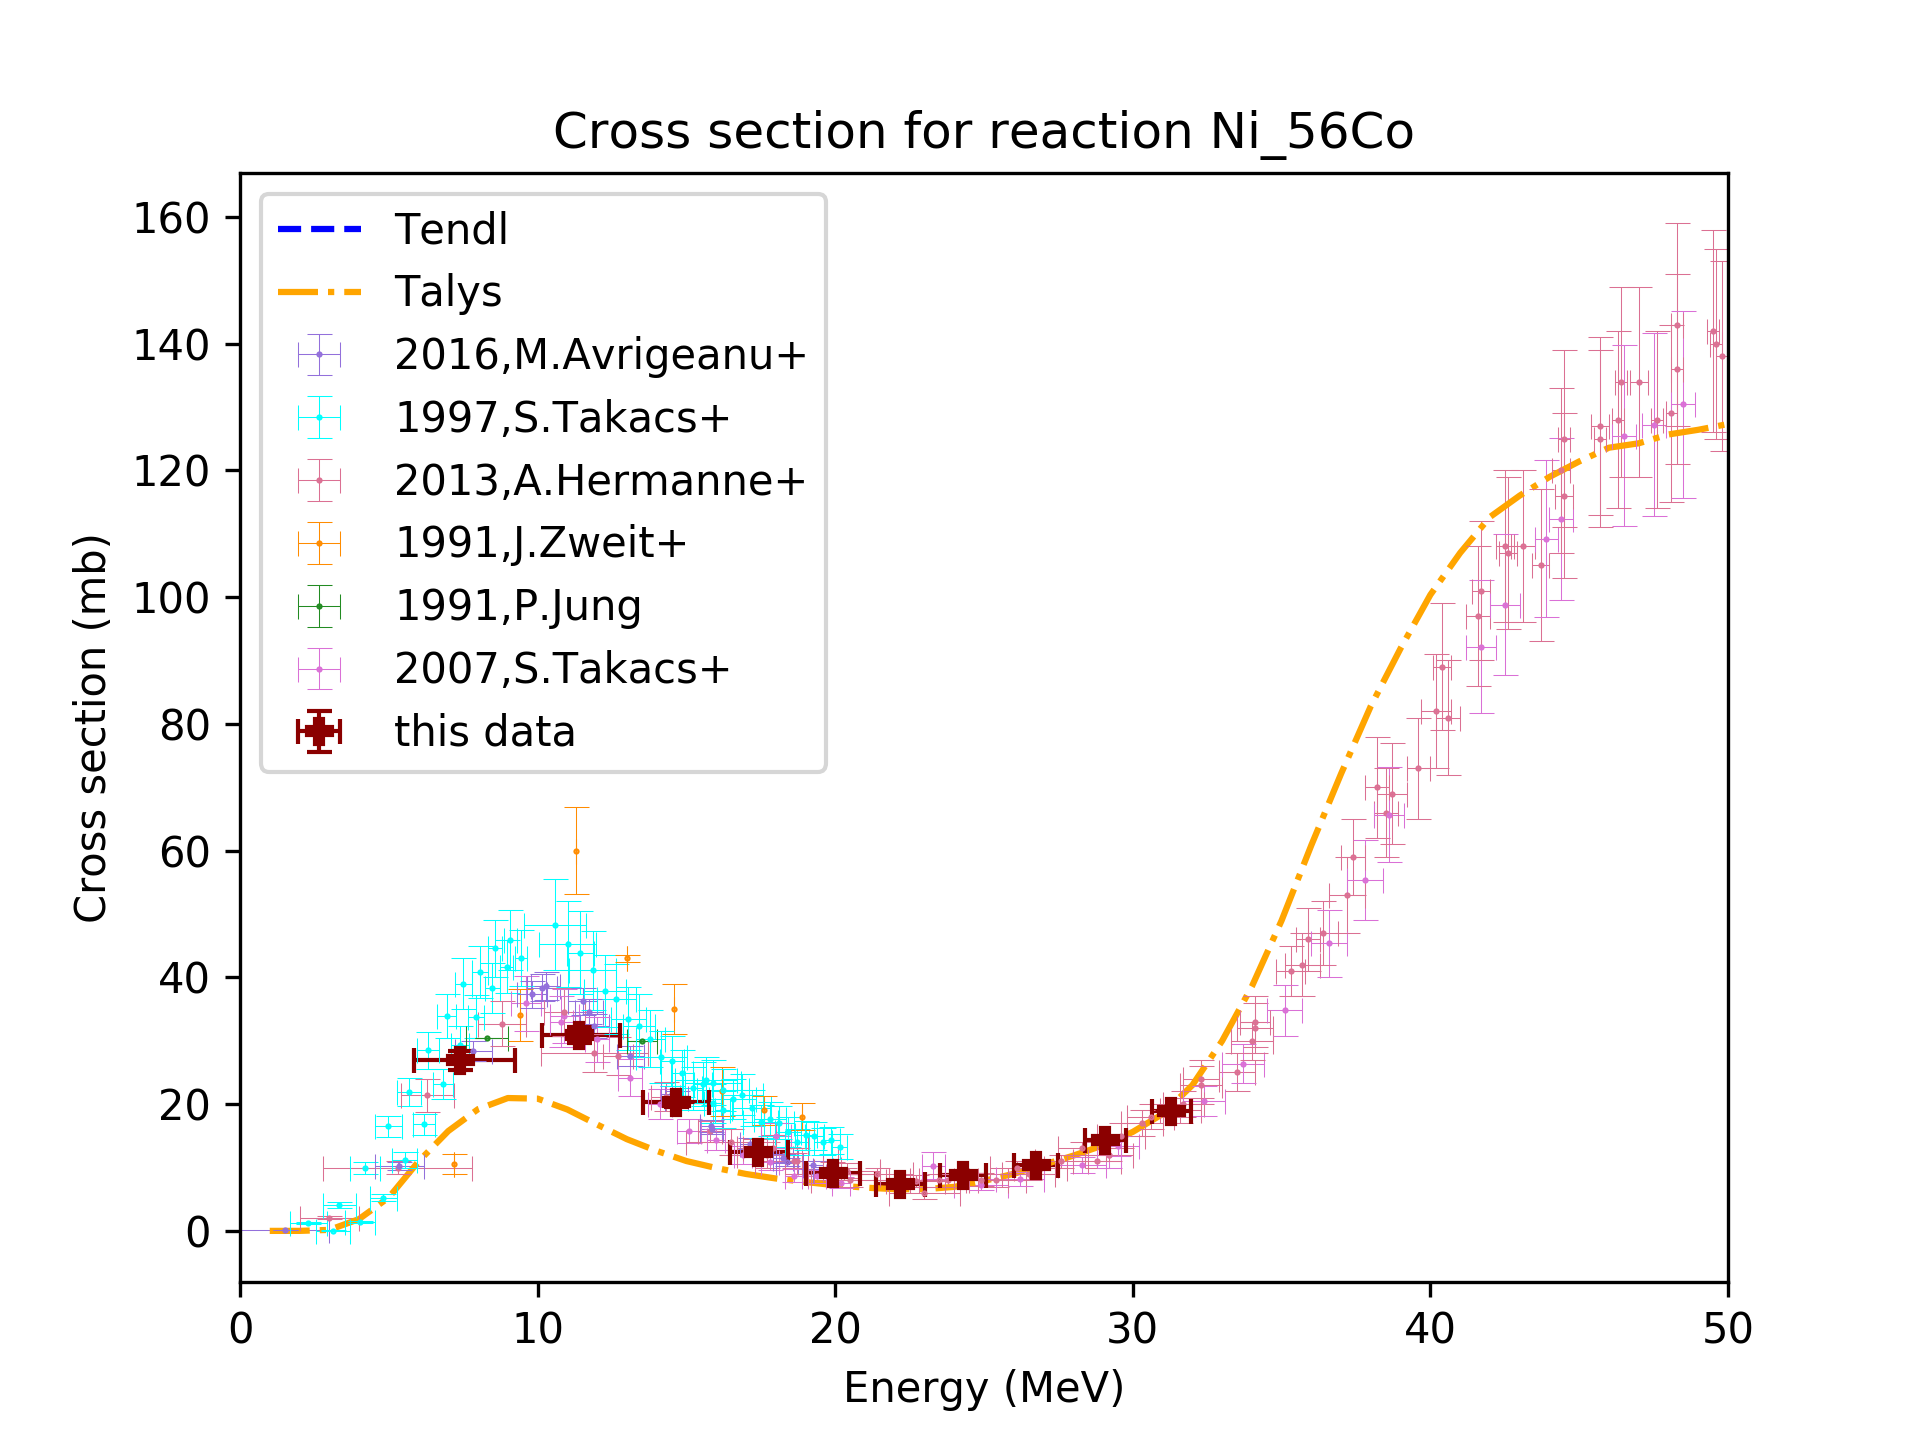 Cross section for reaction Ni_56Co
Tendl
Talys
2016,M.Avrigeanu+
1997,S.Takacs+
2013,A.Hermanne+
1991,J.Zweit+
1991,P.Jung
2007,S.Takacs+
this data
Cross section (mb)
160
140
120
100
80
60
40
20
0
0 10 20 30 40 50
Energy (MeV)